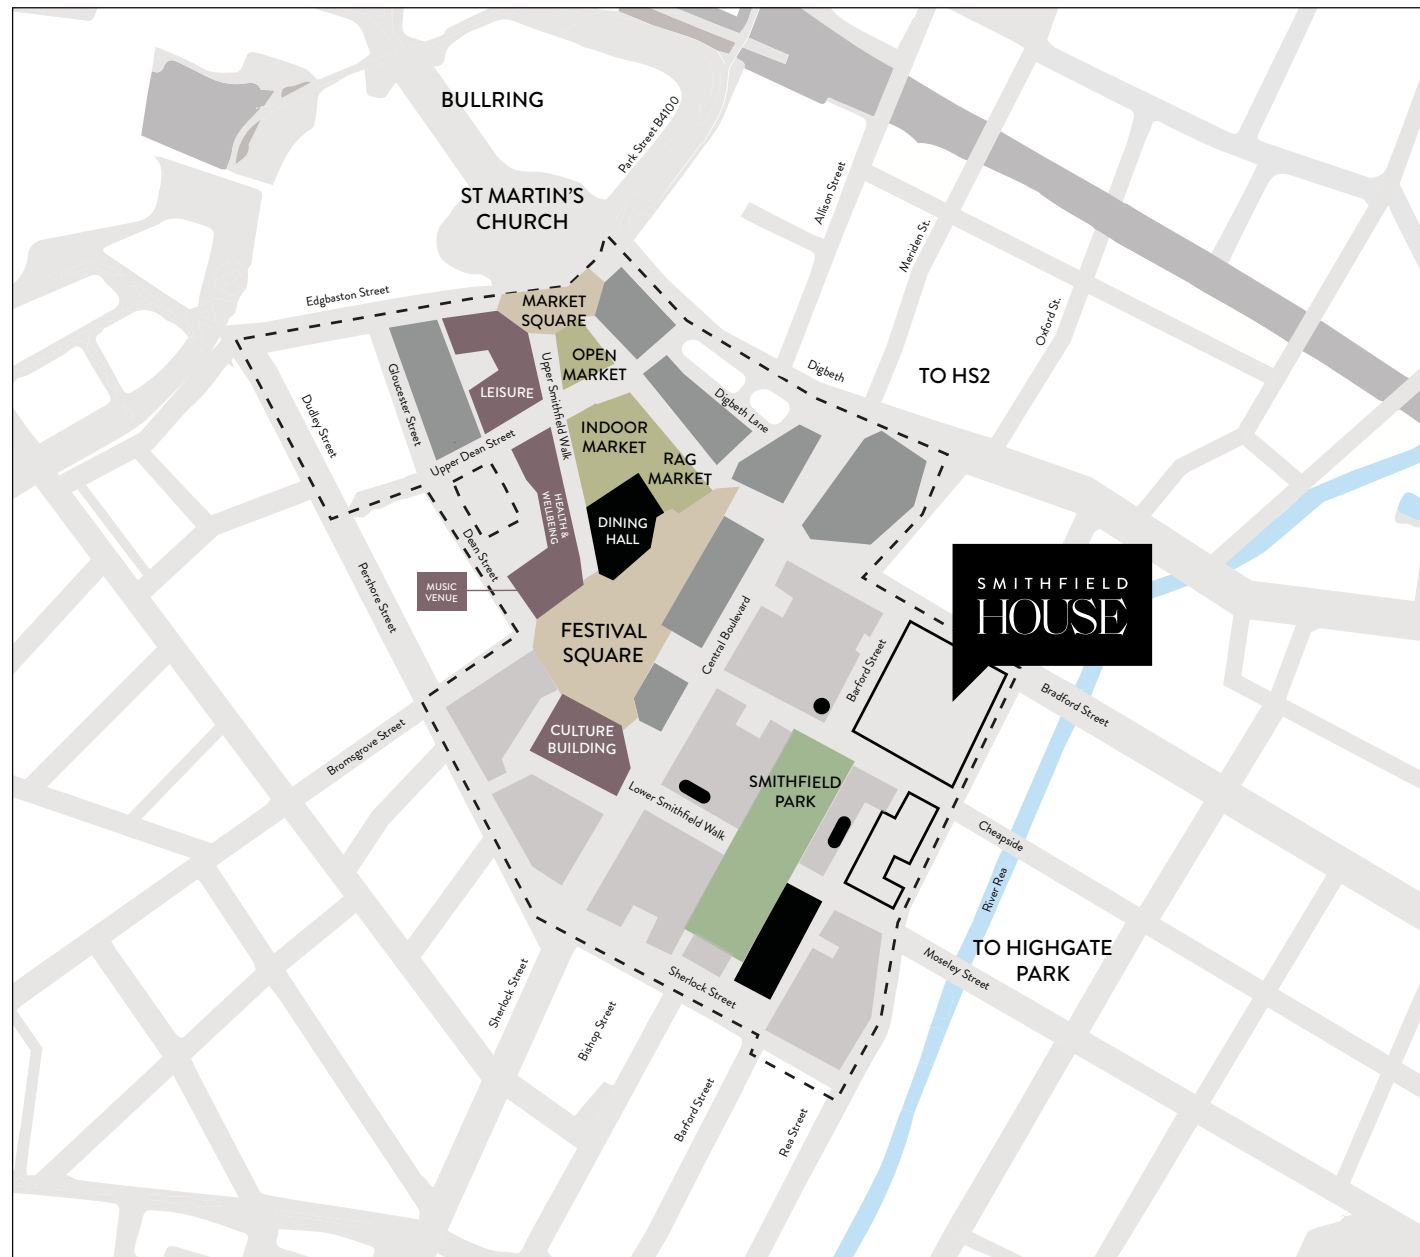 BULLRING
Park Street B4100
ST MARTIN'S
CHURCH
Allison Street
Meriden St.
Oxford St.
Edgbaston Street
MARKET
SQUARE
OPEN
MARKET
Upper Smithfield Walk
LEISURE
Gloucester Street
Dudley Street
Upper Dean Street
Digbeth
Digbeth Lane
TO HS2
INDOOR
MARKET
RAG
MARKET
HEALTH &
WELLBEING
DINING
HALL
Dean Street
MUSIC
VENUE
Pershore Street
FESTIVAL
SQUARE
Central Boulevard
Barford Street
SMITHFIELD
HOUSE
Bradford Street
CULTURE
BUILDING
Bromsgrove Street
SMITHFIELD
PARK
Lower Smithfield Walk
Cheapside
River Rea
TO HIGHGATE
PARK
Moseley Street
Sherlock Street
Sherlock Street
Bishop Street
Barford Street
Rea Street